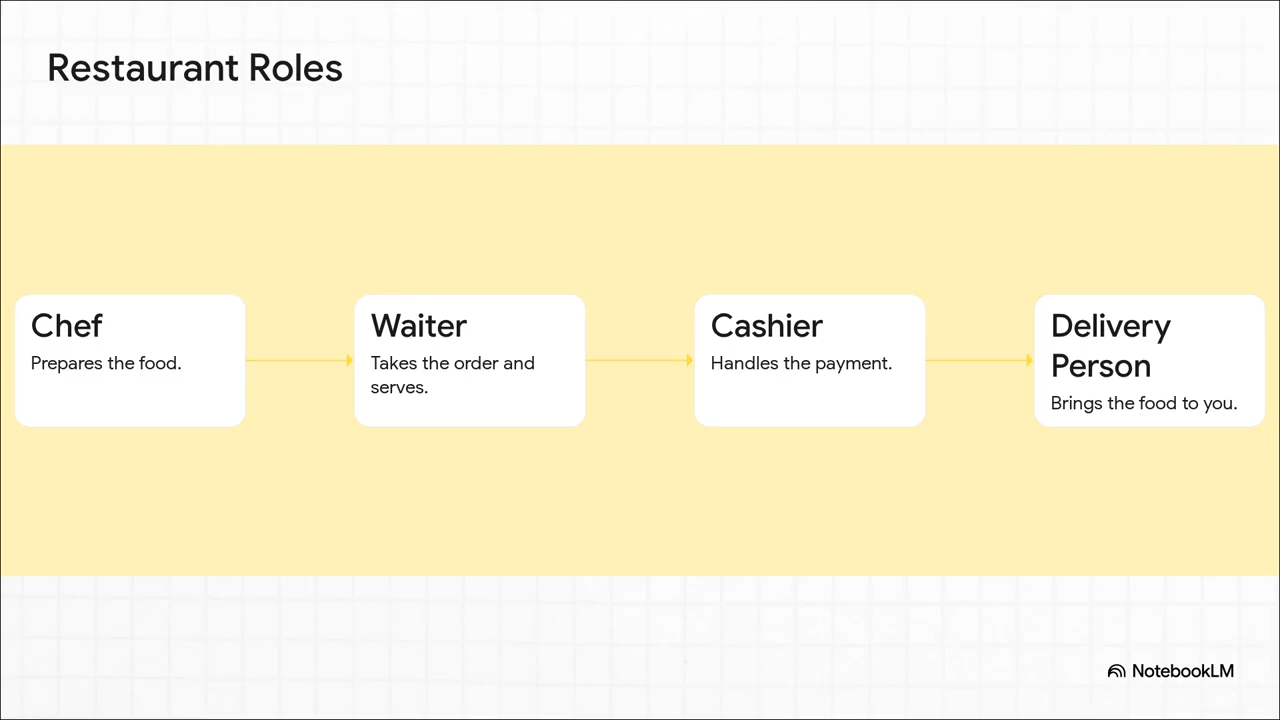 Restaurant Roles
Chef
Prepares the food.
Waiter
Takes the order and
serves.
Cashier
Handles the payment.
Delivery
Person
Brings the food to you.
NotebookLM